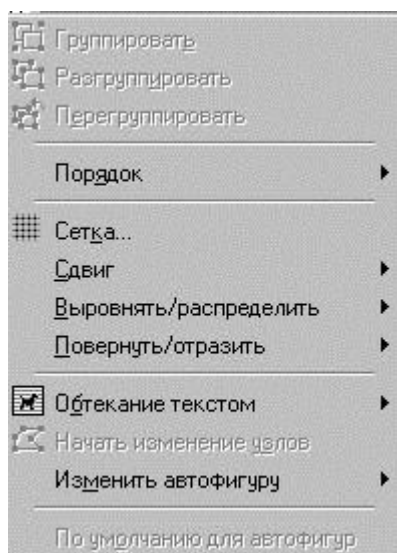 Группировать
Разгруппировать
Перегруппировать
Порядок
Сетка...
Сдвиг
Выровнять/распределить
Повернуть/отразить
Обтекание текстом
Начать изменение узлов
Изменить автофигуру
По умолчанию для автофигур